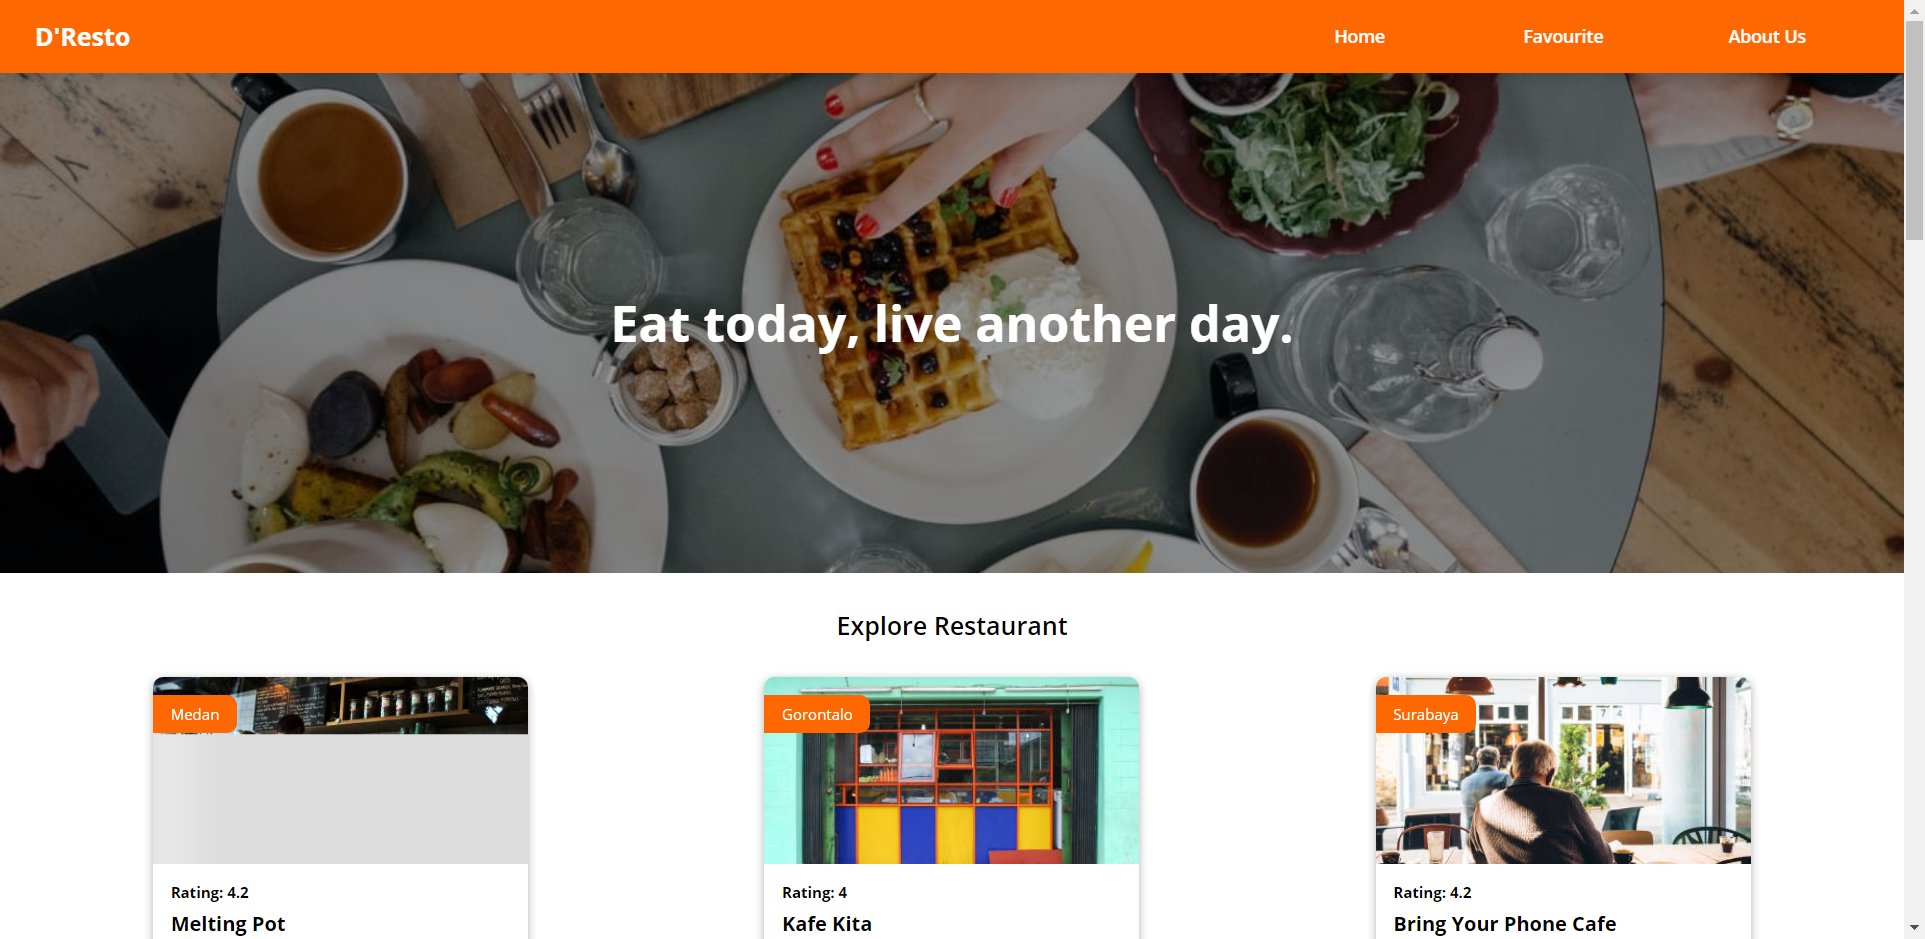 D'Resto
Home
Favourite
About Us
Eat today, live another day.
Explore Restaurant
Medan
Gorontalo
Surabaya
Rating: 4.2
Melting Pot
Rating: 4
Kafe Kita
Rating: 4.2
Bring Your Phone Cafe